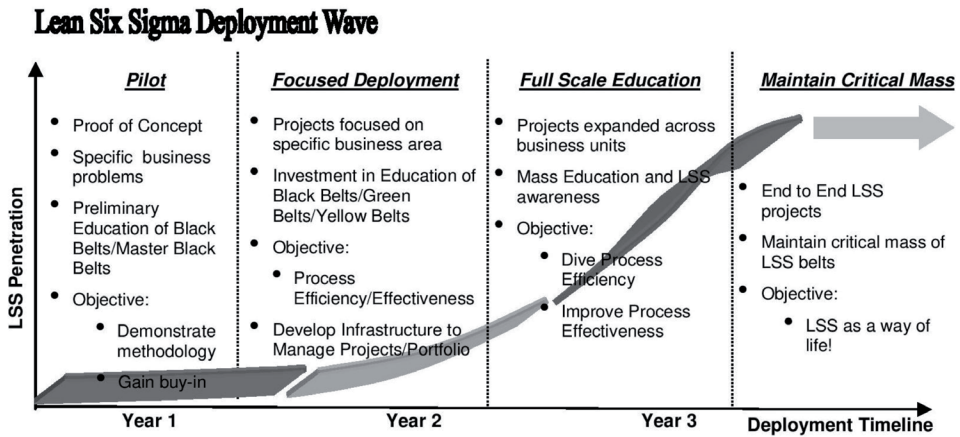 Lean Six Sigma Deployment Wave
Pilot
• Proof of Concept
• Specific business
problems
• Preliminary
Education of Black
Belts/Master Black
Belts
• Objective:
• Demonstrate
methodology
• Gain buy-in
Focused Deployment
• Projects focused on
specific business area
• Investment in Education of
Black Belts/Green
Belts/Yellow Belts
• Objective:
• Process
Efficiency/Effectiveness
• Develop Infrastructure to
Manage Projects/Portfolio
Full Scale Education
• Projects expanded across
business units
• Mass Education and LSS
awareness
• Objective:
• Dive Process
Efficiency
• Improve Process
Effectiveness
Maintain Critical Mass
• End to End LSS
projects
• Maintain critical mass of
LSS belts
• Objective:
• LSS as a way of
life!
LSS Penetration
Year 1
Year 2
Year 3
Deployment Timeline